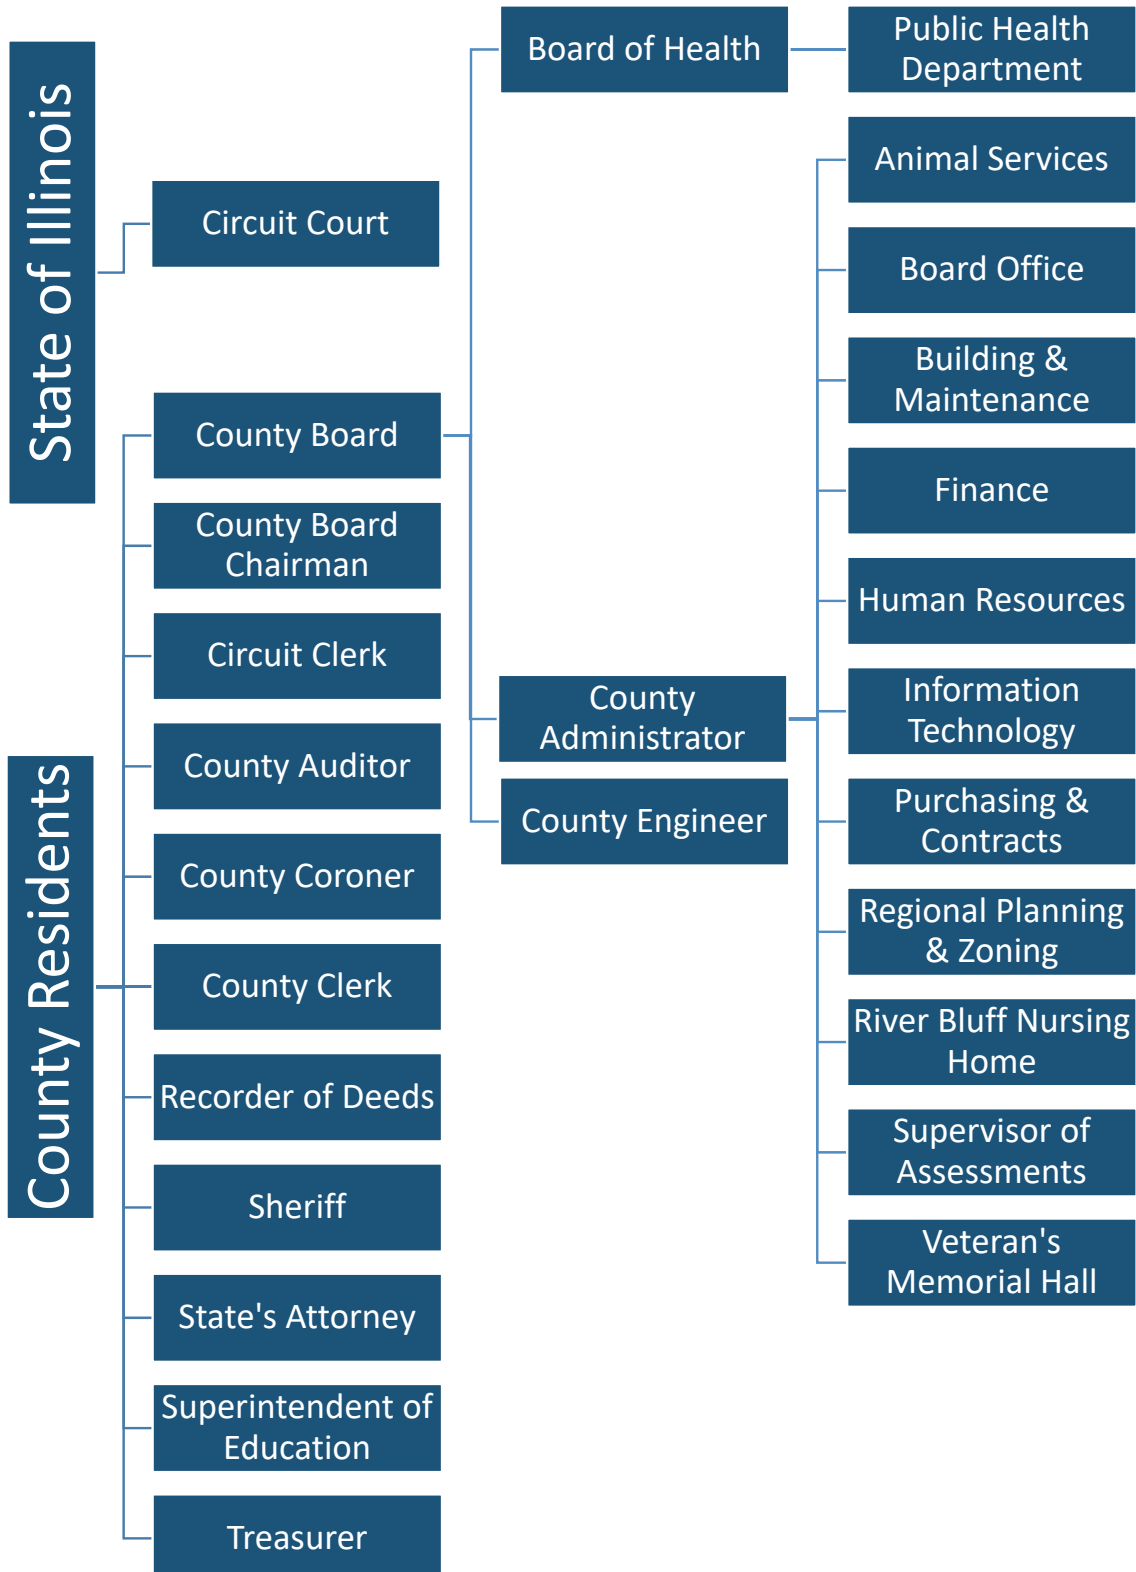 State of Illinois
Circuit Court
County Residents
County Board
County Board
Chairman
Circuit Clerk
County Auditor
County Coroner
County Clerk
Recorder of Deeds
Sheriff
State's Attorney
Superintendent of
Education
Treasurer
Board of Health
County
Administrator
County Engineer
Public Health
Department
Animal Services
Board Office
Building &
Maintenance
Finance
Human Resources
Information
Technology
Purchasing &
Contracts
Regional Planning
& Zoning
River Bluff Nursing
Home
Supervisor of
Assessments
Veteran's
Memorial Hall